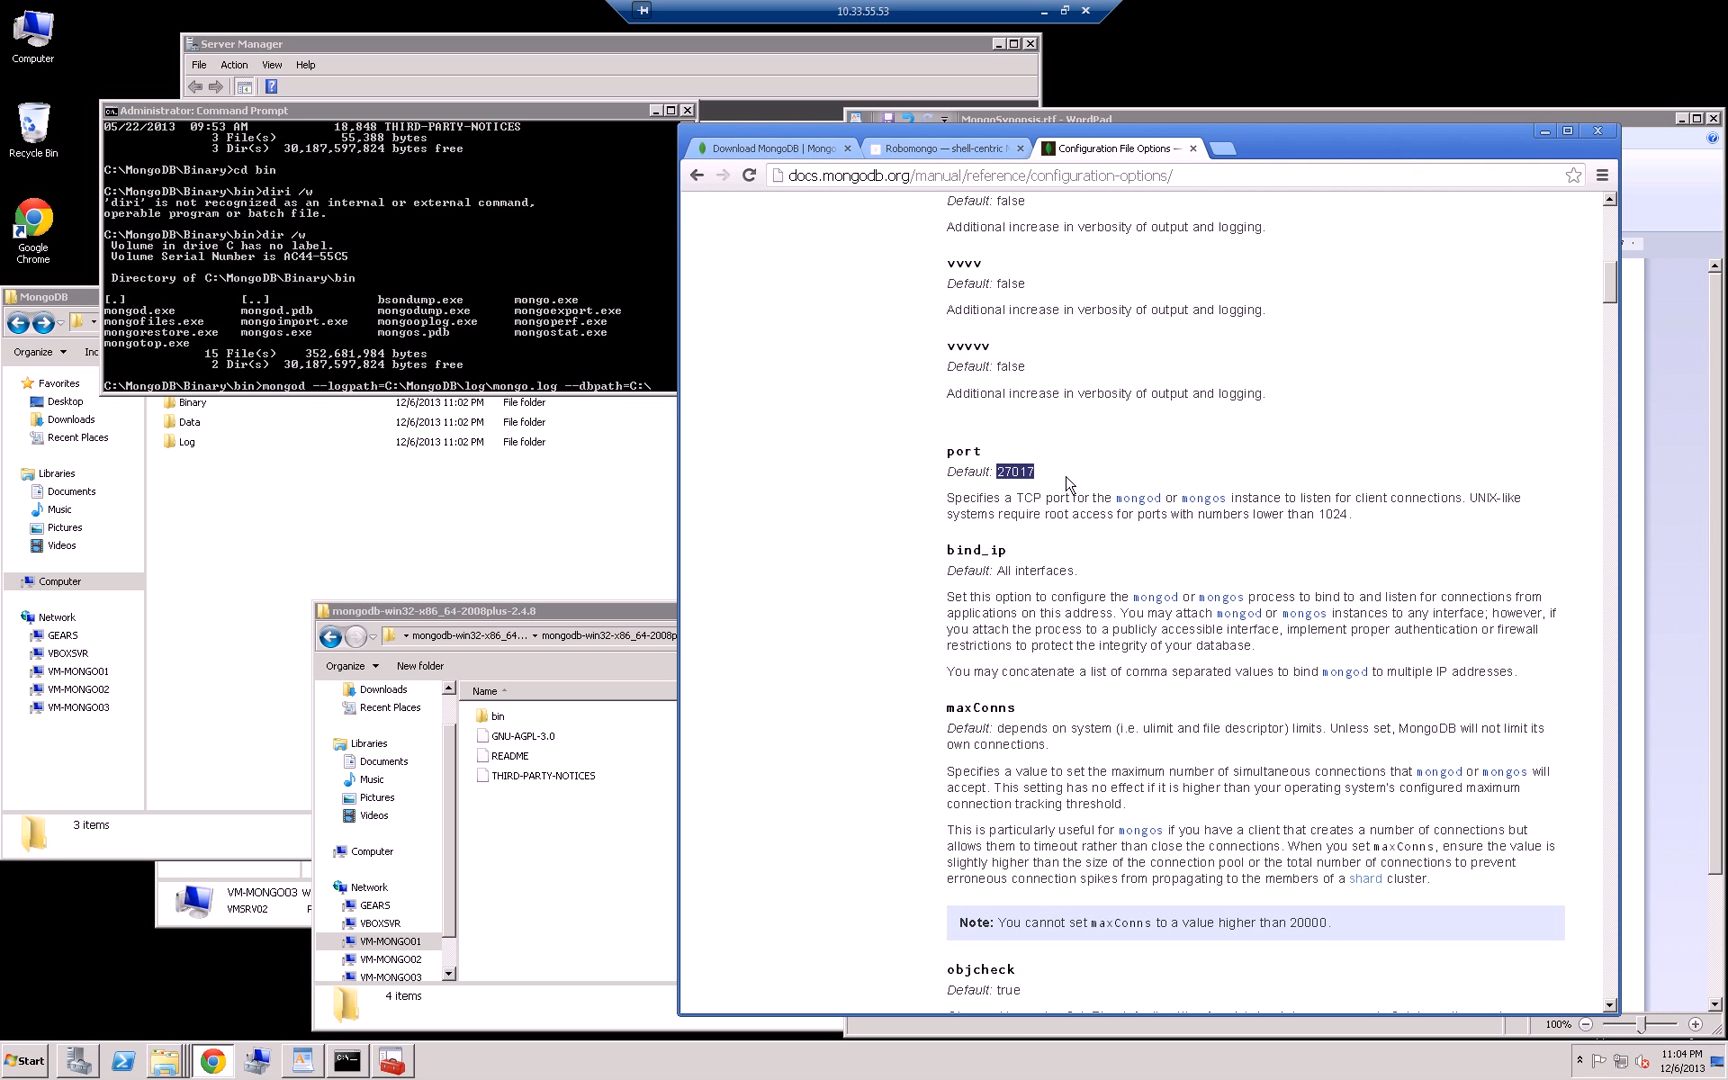 10.33.55.53
Computer
Recycle Bin
Google
Chrome
Server Manager
File Action View Help
Administrator: Command Prompt
05/22/2013 09:53 AM 18,848 THIRD-PARTY-NOTICES
3 File(s) 55,388 bytes
3 Dir(s) 30,187,597,824 bytes free
C:\MongoDB\Binary>cd bin
C:\MongoDB\Binary\bin>diri /w
'diri' is not recognized as an internal or external command,
operable program or batch file.
C:\MongoDB\Binary\bin>dir /w
Volume in drive C has no label.
Volume Serial Number is AC44-55C5
Directory of C:\MongoDB\Binary\bin
[.] [..] bsondump.exe mongo.exe
mongod.exe mongod.pdb mongodump.exe mongoexport.exe
mongofiles.exe mongoimport.exe mongooplog.exe mongoperf.exe
mongorestore.exe mongos.exe mongos.pdb mongostat.exe
mongotop.exe
15 File(s) 352,681,984 bytes
2 Dir(s) 30,187,597,824 bytes free
C:\MongoDB\Binary\bin>mongod --logpath=C:\MongoDB\log\mongo.log --dbpath=C:\
MongoDB
Organize Inc
Favorites
Desktop
Downloads
Recent Places
Libraries
Documents
Music
Pictures
Videos
Computer
Network
GEARS
VBOXSVR
VM-MONGO01
VM-MONGO02
VM-MONGO03
3 items
Binary 12/6/2013 11:02 PM File folder
Data 12/6/2013 11:02 PM File folder
Log 12/6/2013 11:02 PM File folder
VM-MONGO03 W
VMSRV02
mongodb-win32-x86_64-2008plus-2.4.8
mongodb-win32-x86_64... mongodb-win32-x86_64-2008p
Organize New folder
Downloads
Recent Places
Libraries
Documents
Music
Pictures
Videos
Computer
Network
GEARS
VBOXSVR
VM-MONGO01
VM-MONGO02
VM-MONGO03
Name
bin
GNU-AGPL-3.0
README
THIRD-PARTY-NOTICES
4 items
MongoSynopsis.rtf - WordPad
Download MongoDB | Mongo Robomongo — shell-centric Configuration File Options —
docs.mongodb.org/manual/reference/configuration-options/
Default: false
Additional increase in verbosity of output and logging.
vvvv
Default: false
Additional increase in verbosity of output and logging.
vvvvv
Default: false
Additional increase in verbosity of output and logging.
port
Default: 27017
Specifies a TCP port for the mongod or mongos instance to listen for client connections. UNIX-like
systems require root access for ports with numbers lower than 1024.
bind_ip
Default: All interfaces.
Set this option to configure the mongod or mongos process to bind to and listen for connections from
applications on this address. You may attach mongod or mongos instances to any interface; however, if
you attach the process to a publicly accessible interface, implement proper authentication or firewall
restrictions to protect the integrity of your database.
You may concatenate a list of comma separated values to bind mongod to multiple IP addresses.
maxConns
Default: depends on system (i.e. ulimit and file descriptor) limits. Unless set, MongoDB will not limit its
own connections.
Specifies a value to set the maximum number of simultaneous connections that mongod or mongos will
accept. This setting has no effect if it is higher than your operating system's configured maximum
connection tracking threshold.
This is particularly useful for mongos if you have a client that creates a number of connections but
allows them to timeout rather than close the connections. When you set maxConns, ensure the value is
slightly higher than the size of the connection pool or the total number of connections to prevent
erroneous connection spikes from propagating to the members of a shard cluster.
Note: You cannot set maxConns to a value higher than 20000.
objcheck
Default: true
100%
Start
11:04 PM
12/6/2013